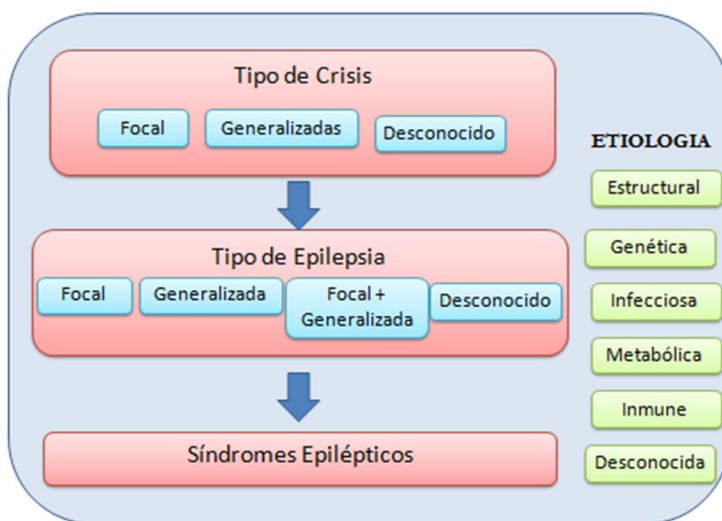 Tipo de Crisis
Focal
Generalizadas
Desconocido
Tipo de Epilepsia
Focal
Generalizada
Focal +
Generalizada
Desconocido
Síndromes Epilépticos
ETIOLOGIA
Estructural
Genética
Infecciosa
Metabólica
Inmune
Desconocida